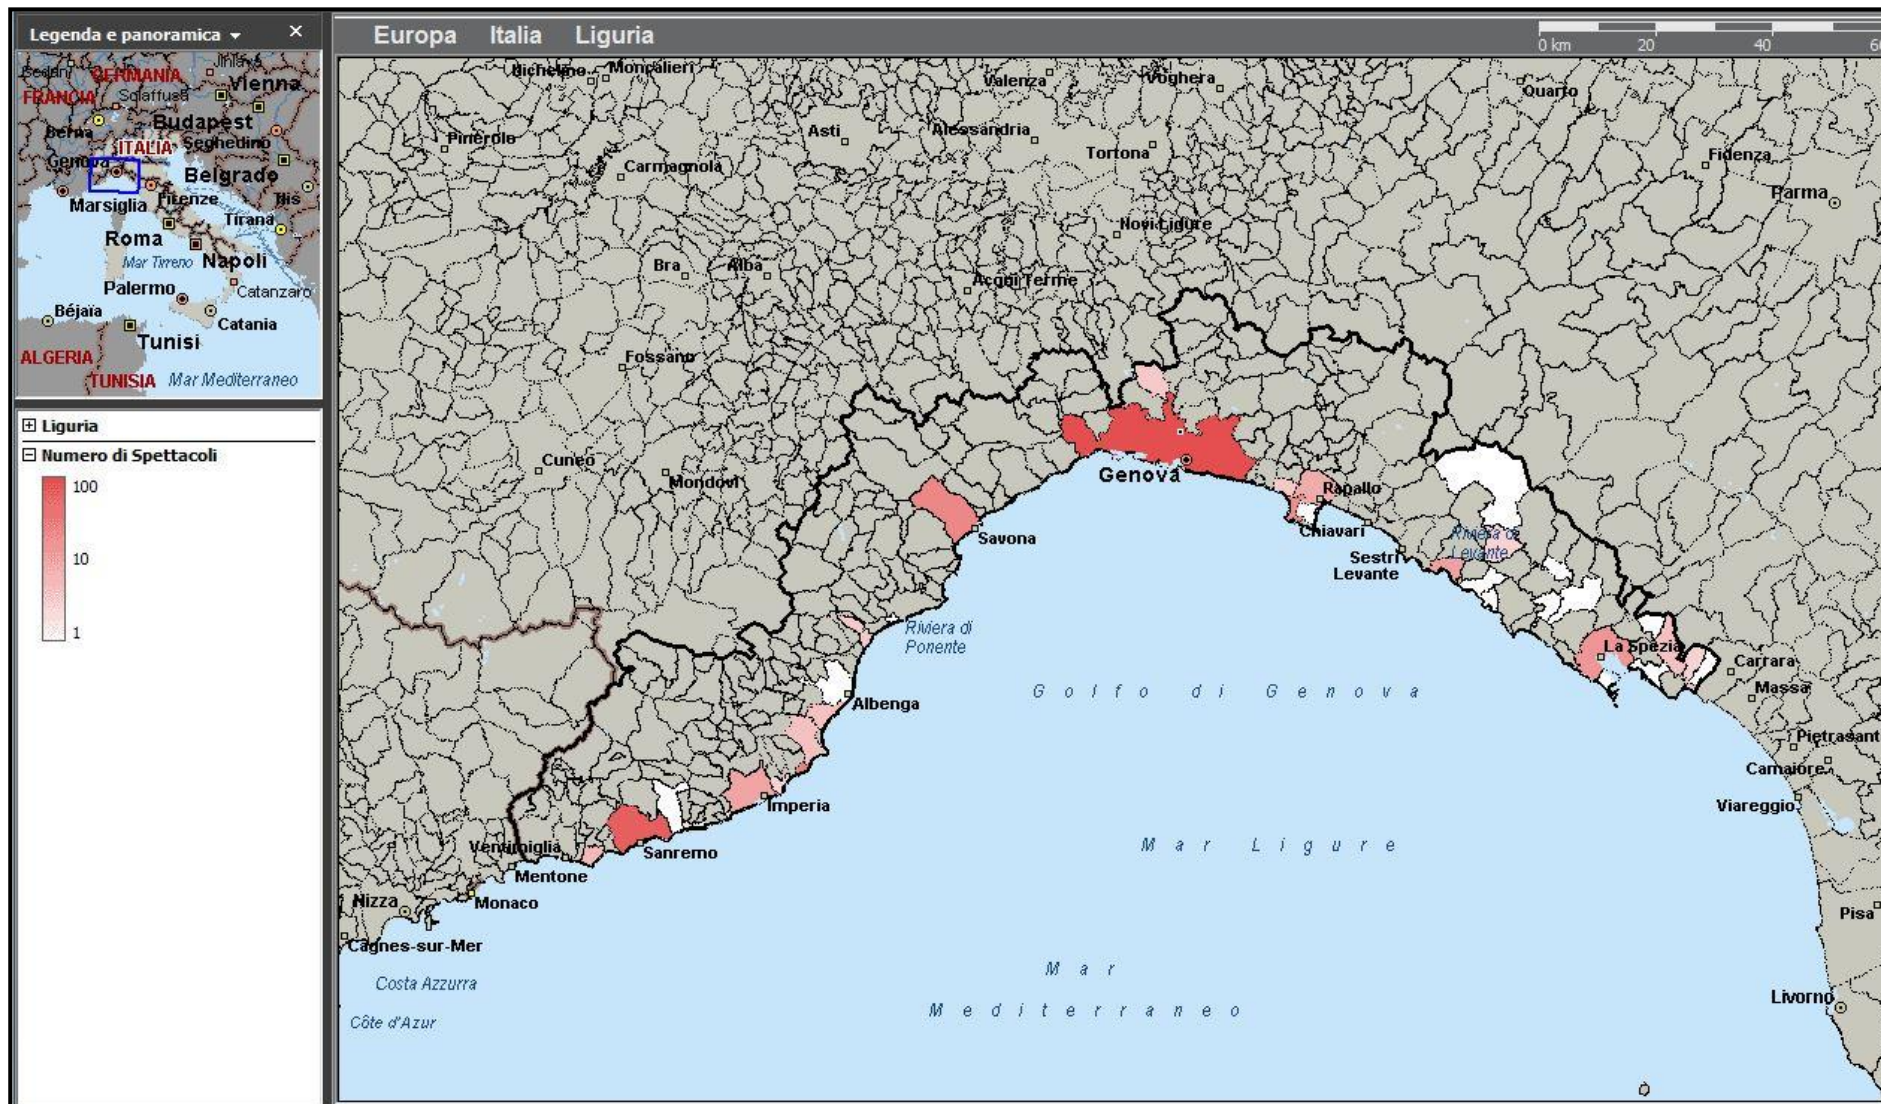 Legenda e panoramica
Europa Italia Liguria
0 km 20 40
GERMANIA
FRANCIA
Vienna
Budapest
Berna
ITALIA
Seghedino
Genova
Belgrado
Marsiglia
Firenze
Nis
Tirana
Roma
Mar Tirreno
Napoli
Palermo
Catanzaro
Béjaïa
Catania
Tunisi
ALGERIA
TUNISIA
Mar Mediterraneo
Liguria
Numero di Spettacoli
100
10
1
Moncalieri
Valenza
Voghera
Quarto
Pinerolo
Asti
Alessandria
Tortona
Carmagnola
Fidenza
Parma
Novi Ligure
Bra
Alba
Acqui Terme
Fossano
Cuneo
Mondovì
Genova
Rapallo
Savona
Chiavari
Riviera di
Levante
Sestri
Levante
Riviera di
Ponente
La Spezia
Carrara
Massa
Albenga
Golfo di Genova
Pietrasant
Camaiore
Imperia
Viareggio
Ventimiglia
Sanremo
Mar Ligure
Mentone
Nizza
Monaco
Pisa
Cagnes-sur-Mer
Costa Azzurra
Mar
Mediterraneo
Livorno
Côte d'Azur